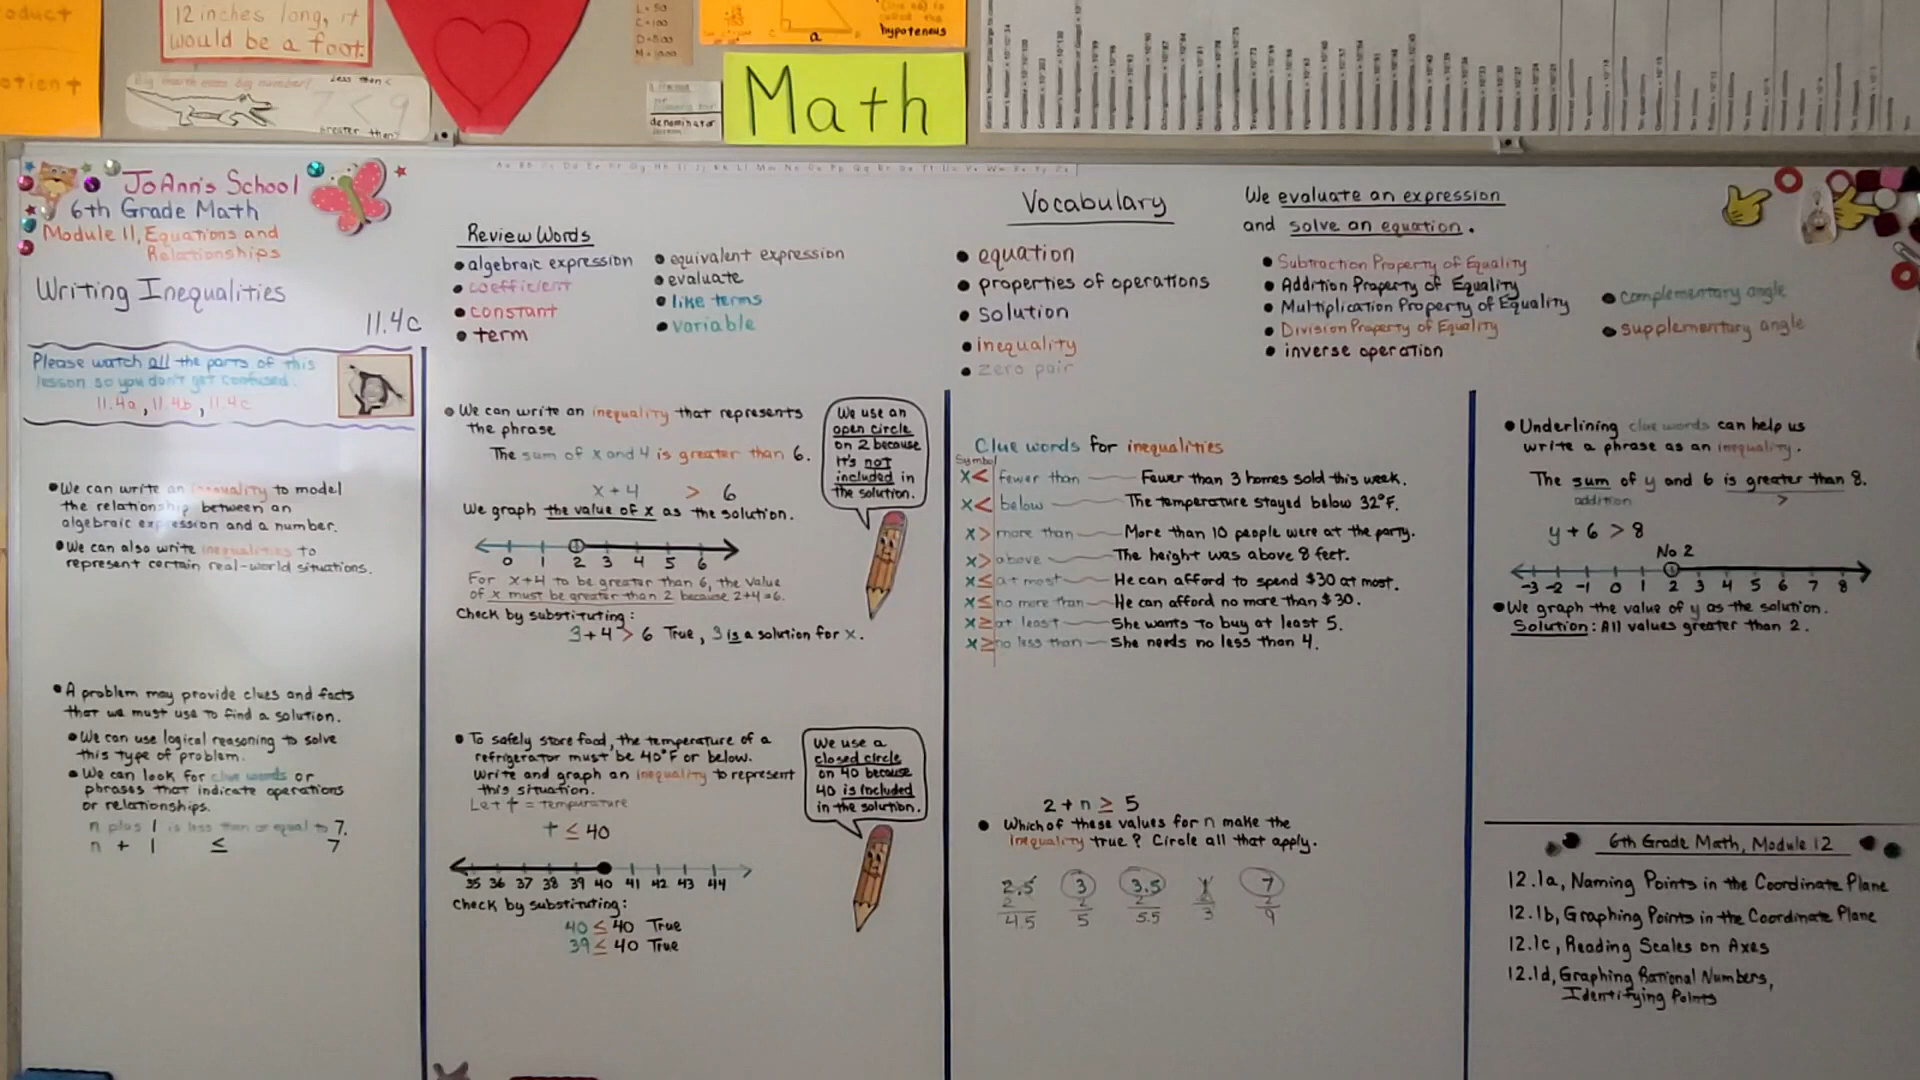 12 inches long, it
would be a foot.
Less than <
7 < 9
greater than >
denominator
a
hypotenuse
Math
JoAnn's School
6th Grade Math
Module 11, Equations and
Relationships
Writing Inequalities
11.4c
Please watch all the parts of this
lesson so you don't get confused.
11.4a, 11.4b, 11.4c
• We can write an inequality to model
the relationship between an
algebraic expression and a number.
• We can also write inequalities to
represent certain real-world situations.
• A problem may provide clues and facts
that we must use to find a solution.
• We can use logical reasoning to solve
this type of problem.
• We can look for clue words or
phrases that indicate operations
or relationships.
n plus 1 is less than or equal to 7.
n + 1 ≤ 7
Review Words
• algebraic expression
• coefficient
• constant
• term
• equivalent expression
• evaluate
• like terms
• variable
Vocabulary
• equation
• properties of operations
• solution
• inequality
• zero pair
We evaluate an expression
and solve an equation.
• Subtraction Property of Equality
• Addition Property of Equality
• Multiplication Property of Equality
• Division Property of Equality
• inverse operation
• complementary angle
• supplementary angle
• We can write an inequality that represents
the phrase
The sum of x and 4 is greater than 6.
x + 4 > 6
We graph the value of x as the solution.
0 1 2 3 4 5 6
For x+4 to be greater than 6, the value
of x must be greater than 2 because 2+4=6.
Check by substituting:
3+4 > 6 True, 3 is a solution for x.
We use an
open circle
on 2 because
it's not
included in
the solution.
• To safely store food, the temperature of a
refrigerator must be 40°F or below.
Write and graph an inequality to represent
this situation.
Let t = tempurature
t ≤ 40
35 36 37 38 39 40 41 42 43 44
Check by substituting:
40 ≤ 40 True
39 ≤ 40 True
We use a
closed circle
on 40 because
40 is included
in the solution.
Clue words for inequalities
Symbol
x < fewer than Fewer than 3 homes sold this week.
x < below The temperature stayed below 32°F.
x > more than More than 10 people were at the party.
x > above The height was above 8 feet.
x ≤ at most He can afford to spend $30 at most.
x ≤ no more than He can afford no more than $30.
x ≥ at least She wants to buy at least 5.
x ≥ no less than She needs no less than 4.
2 + n ≥ 5
• Which of these values for n make the
inequality true? Circle all that apply.
2.5 3 3.5 1 7
2 2 2 2 2
4.5 5 5.5 3 9
• Underlining clue words can help us
write a phrase as an inequality.
The sum of y and 6 is greater than 8.
addition >
y + 6 > 8
No 2
-3 -2 -1 0 1 2 3 4 5 6 7 8
• We graph the value of y as the solution.
Solution: All values greater than 2.
6th Grade Math, Module 12
12.1a, Naming Points in the Coordinate Plane
12.1b, Graphing Points in the Coordinate Plane
12.1c, Reading Scales on Axes
12.1d, Graphing Rational Numbers,
Identifying Points